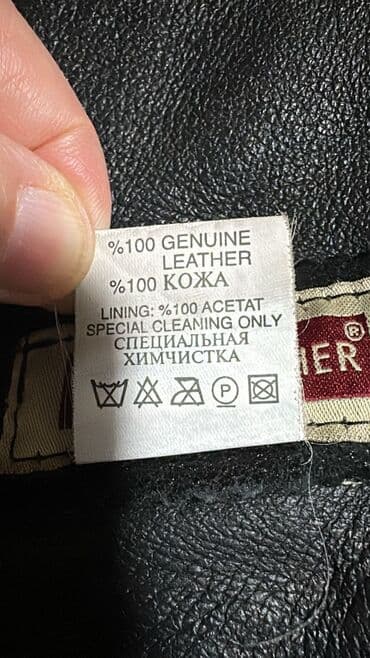 %100 GENUINE
LEATHER
%100 КОЖА
LINING: %100 ACETAT
SPECIAL CLEANING ONLY
СПЕЦИАЛЬНАЯ
ХИМЧИСТКА
P
HER®